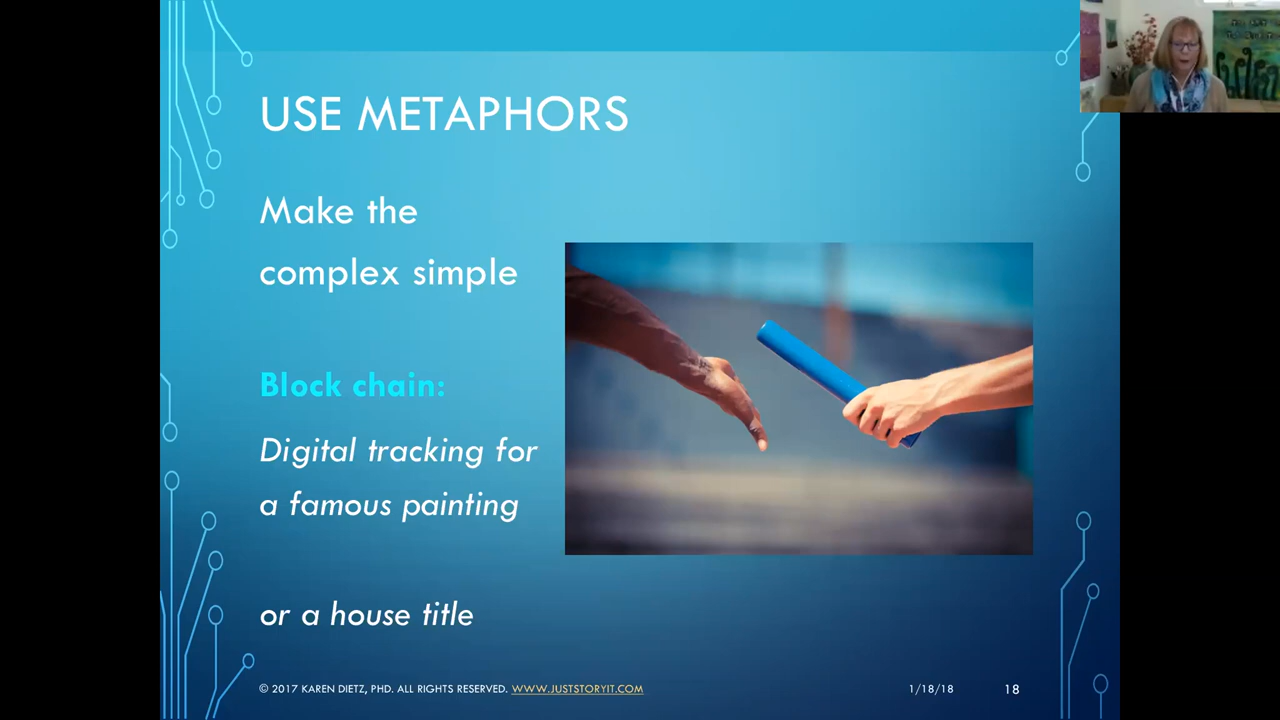 USE METAPHORS
Make the
complex simple
Block chain:
Digital tracking for
a famous painting
or a house title
© 2017 KAREN DIETZ, PHD. ALL RIGHTS RESERVED. WWW.JUSTSTORYIT.COM
1/18/18
18